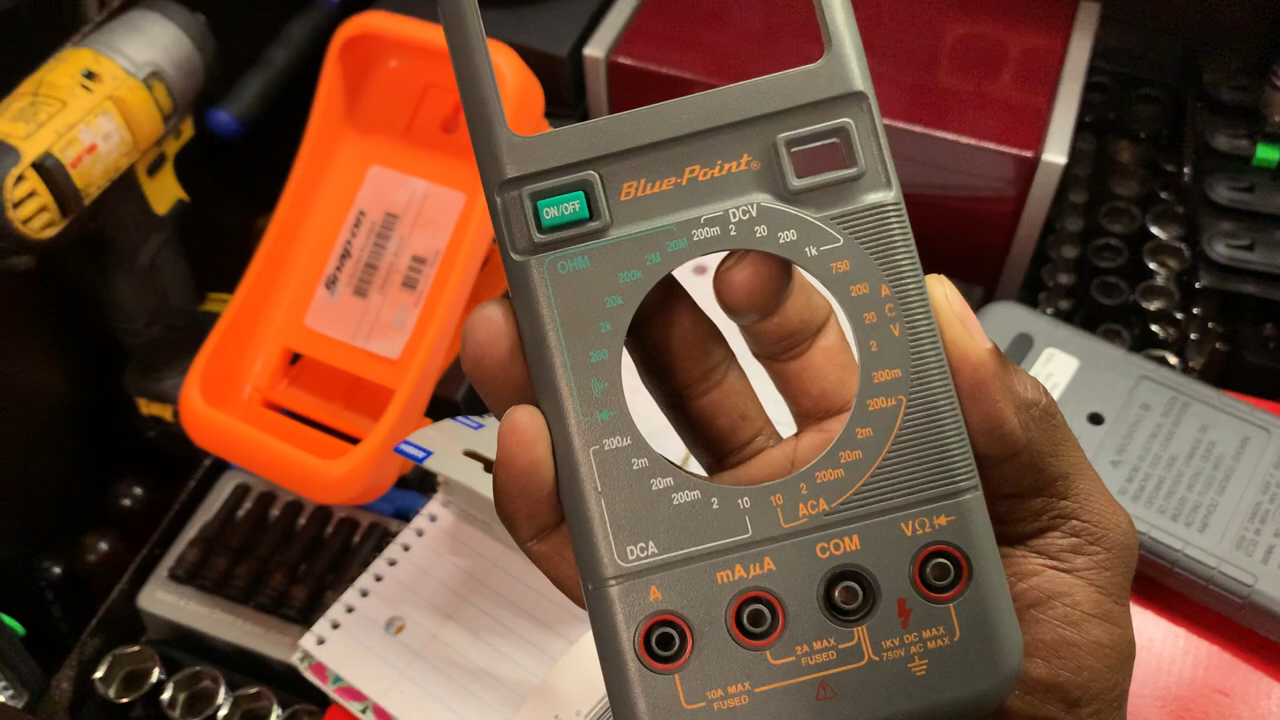 Snap-on
Blue-Point®
ON/OFF
DCV
200m 2 20 200 1k
OHM
20M
2M
200k
20k
2k
200
750
200
20
2
200m
A
C
V
200μ
2m
20m
200m
2
10
ACA
200μ
2m
20m
200m
2
10
DCA
A
mAμA
COM
VΩ
2A MAX
FUSED
10A MAX
FUSED
1KV DC MAX
750V AC MAX